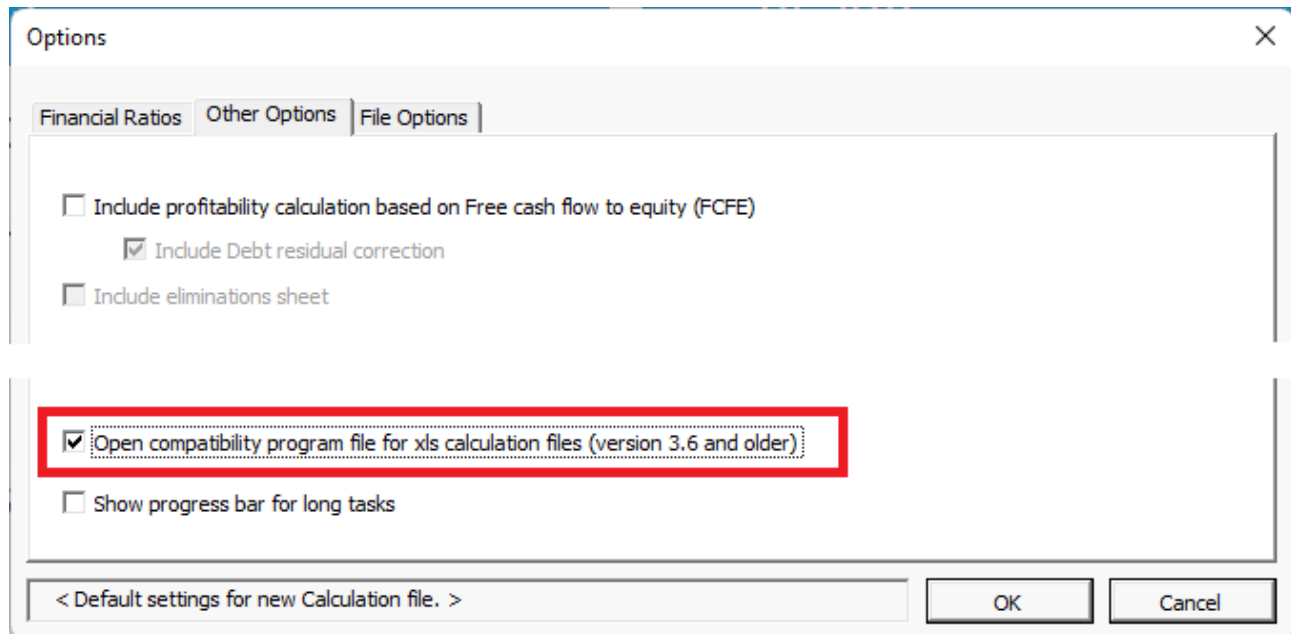 Options
Financial Ratios Other Options File Options
Include profitability calculation based on Free cash flow to equity (FCFE)
Include Debt residual correction
Include eliminations sheet
Open compatibility program file for xls calculation files (version 3.6 and older)
Show progress bar for long tasks
< Default settings for new Calculation file. > OK Cancel